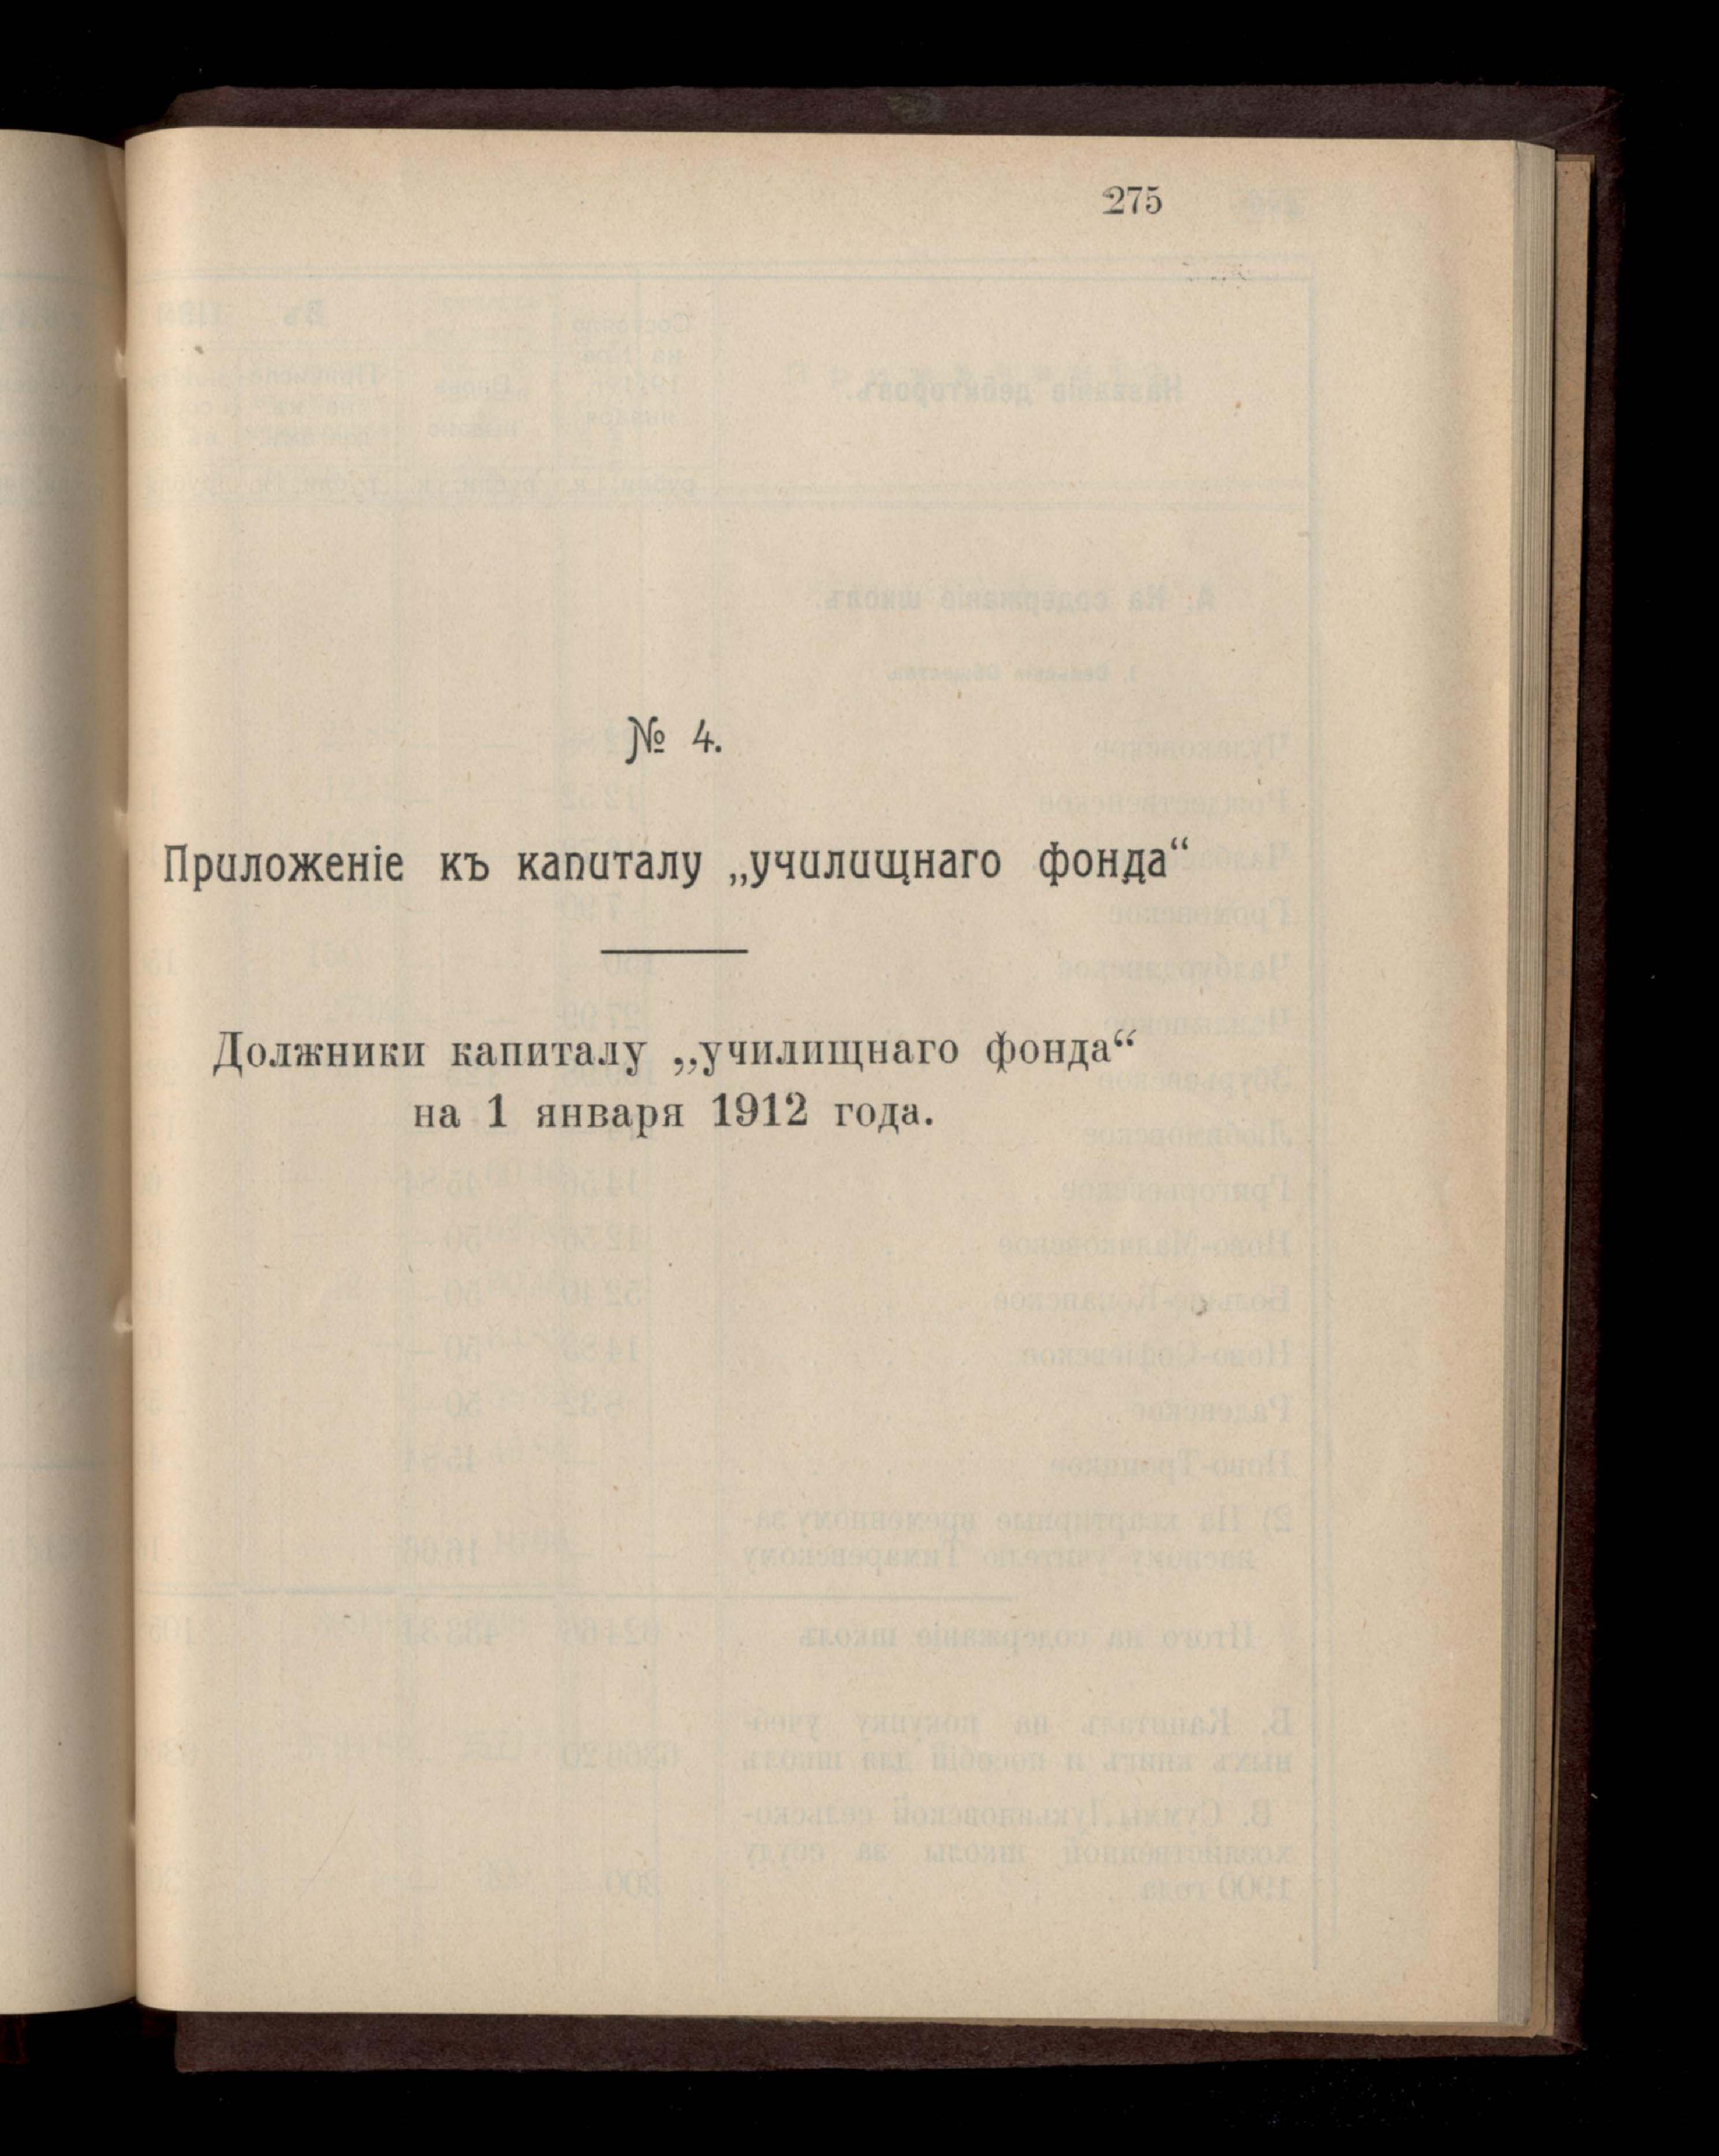 275
№ 4.
Приложеніе къ капиталу „училищнаго фонда“
Должники капиталу „училищнаго фонда“
на 1 января 1912 года.